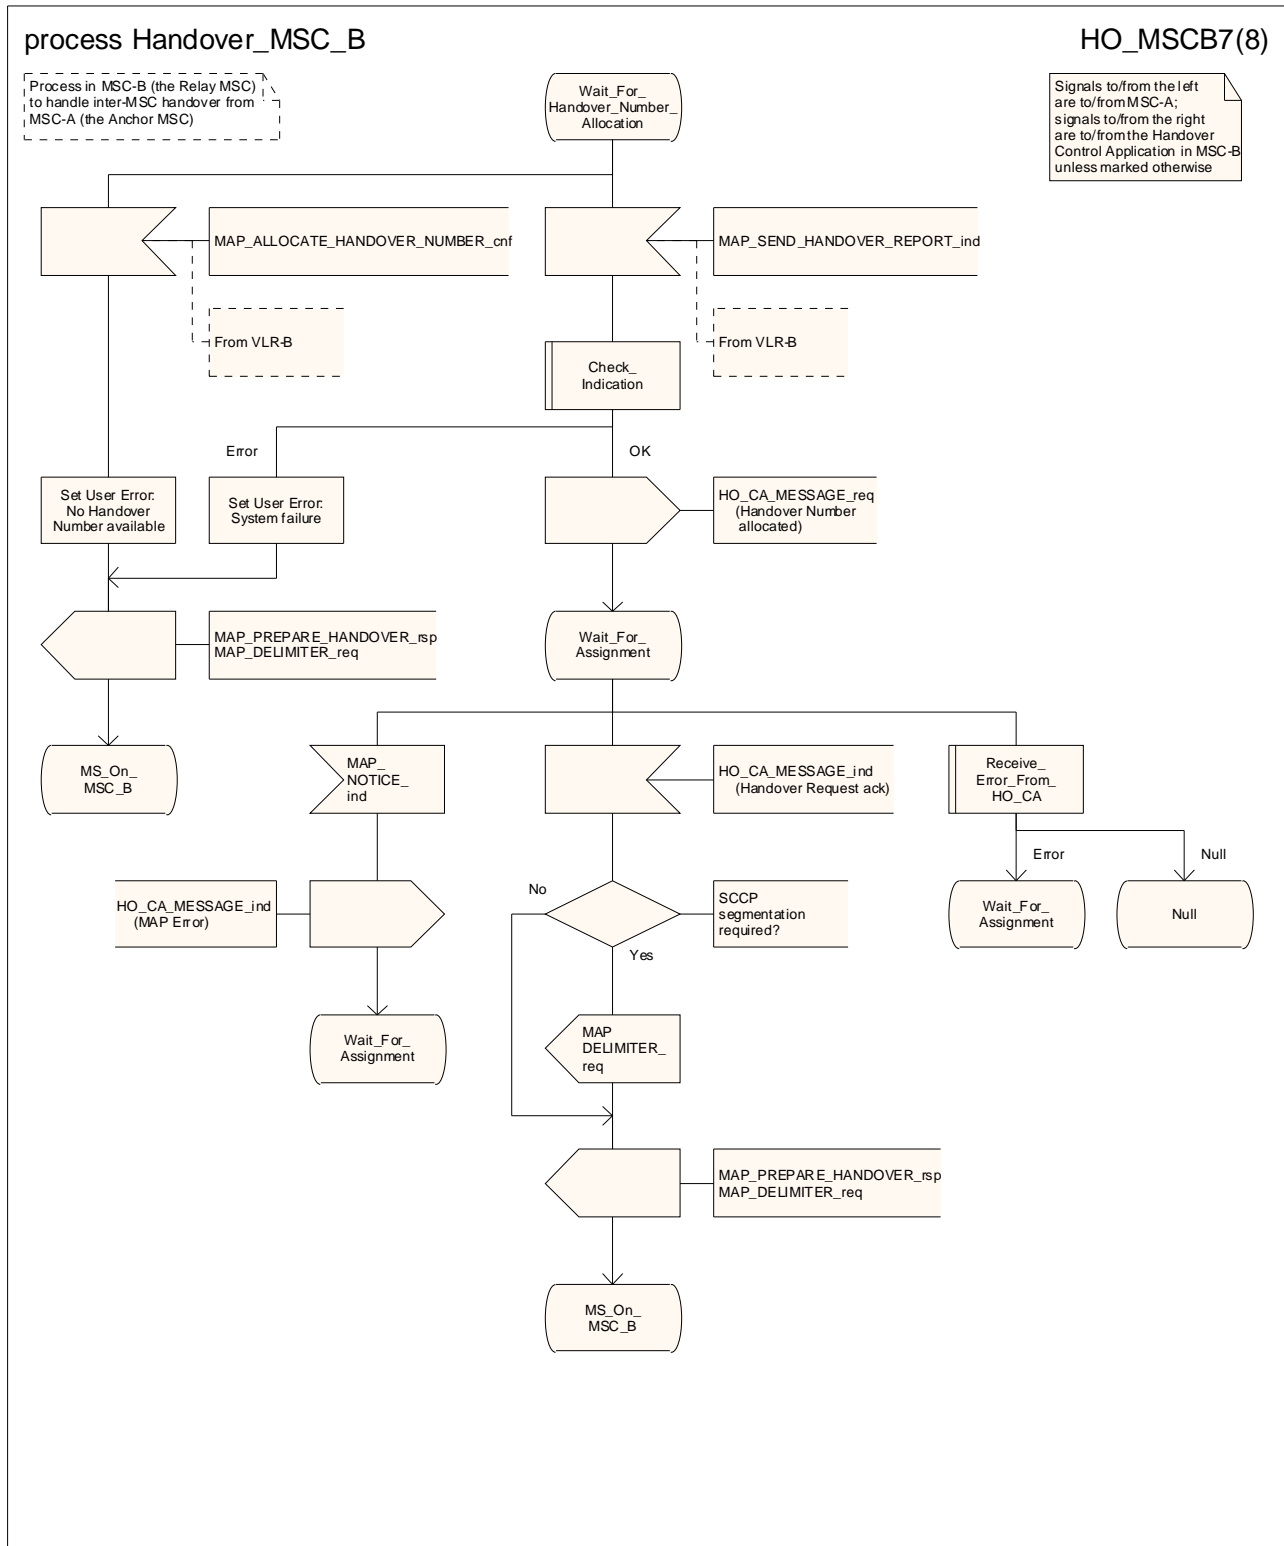 process Handover_MSC_B
HO_MSCB7(8)
Process in MSC-B (the Relay MSC)
to handle inter-MSC handover from
MSC-A (the Anchor MSC)
Wait_For_
Handover_Number_
Allocation
Signals to/from the left
are to/from MSC-A;
signals to/from the right
are to/from the Handover
Control Application in MSC-B
unless marked otherwise
MAP_ALLOCATE_HANDOVER_NUMBER_cnf
MAP_SEND_HANDOVER_REPORT_ind
From VLR-B
From VLR-B
Check_
Indication
Error
OK
Set User Error:
No Handover
Number available
Set User Error:
System failure
HO_CA_MESSAGE_req
(Handover Number
allocated)
MAP_PREPARE_HANDOVER_rsp
MAP_DELIMITER_req
Wait_For_
Assignment
MS_On_
MSC_B
MAP_
NOTICE_
ind
HO_CA_MESSAGE_ind
(Handover Request ack)
Receive_
Error_From_
HO_CA
Error
Null
HO_CA_MESSAGE_ind
(MAP Error)
No
SCCP
segmentation
required?
Yes
Wait_For_
Assignment
Null
Wait_For_
Assignment
MAP
DELIMITER_
req
MAP_PREPARE_HANDOVER_rsp
MAP_DELIMITER_req
MS_On_
MSC_B